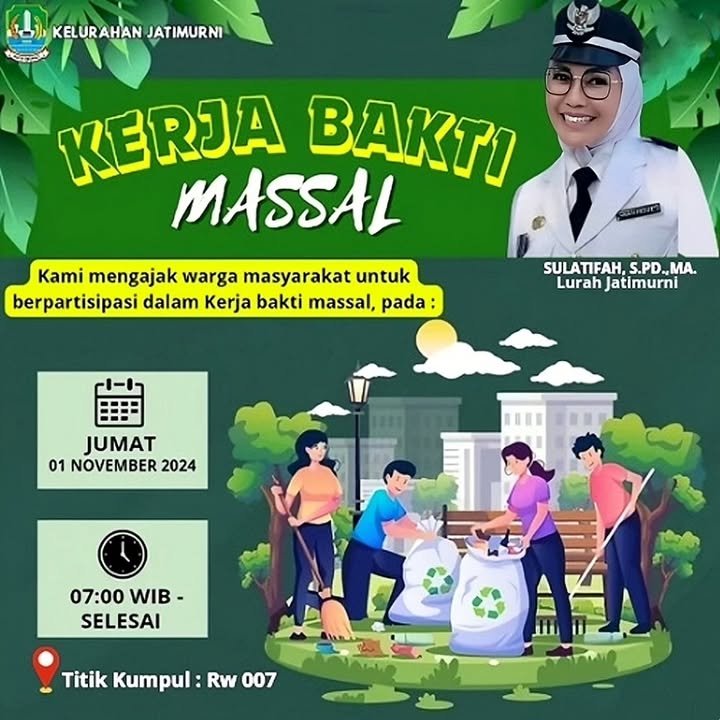 KELURAHAN JATIMURNI
KERJA BAKTI
MASSAL
SULATIFAH, S.PD.,MA.
Lurah Jatimurni
Kami mengajak warga masyarakat untuk
berpartisipasi dalam Kerja bakti massal, pada :
JUMAT
01 NOVEMBER 2024
07:00 WIB -
SELESAI
Titik Kumpul : Rw 007